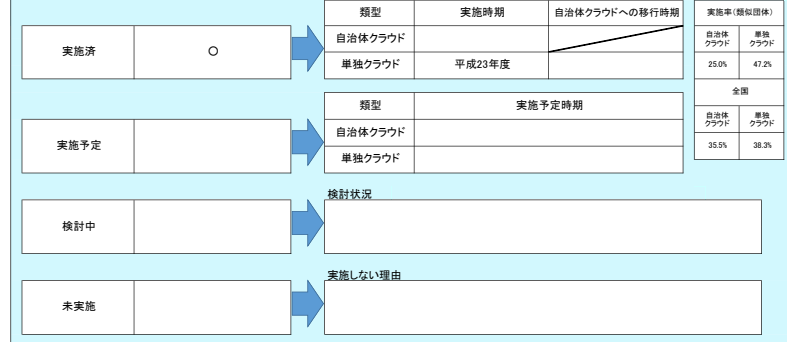 類型 実施時期 自治体クラウドへの移行時期
実施済 ○ 自治体クラウド
単独クラウド 平成23年度
実施率(類似団体)
自治体クラウド 単独クラウド
25.0% 47.2%
全国
自治体クラウド 単独クラウド
35.5% 38.3%
類型 実施予定時期
実施予定 自治体クラウド
単独クラウド
検討状況
検討中
実施しない理由
未実施